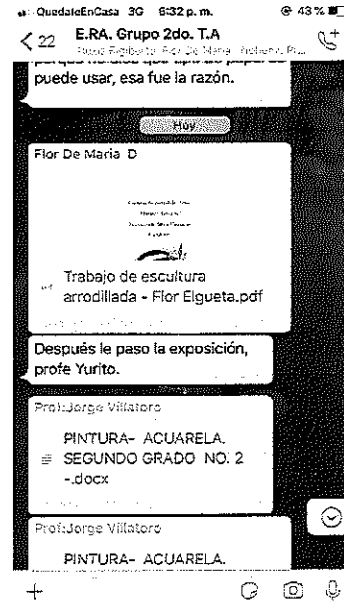 QuedateEnCasa 3G 6:32 p. m. 43 %
22 E.RA. Grupo 2do. T.A
puede usar, esa fue la razón.
Hoy
Flor De Maria D
Trabajo de escultura
arrodillada - Flor Elgueta.pdf
Después le paso la exposición,
profe Yurito.
Prof:Jorge Villatoro
PINTURA- ACUARELA.
SEGUNDO GRADO NO. 2
-.docx
Prof:Jorge Villatoro
PINTURA- ACUARELA.